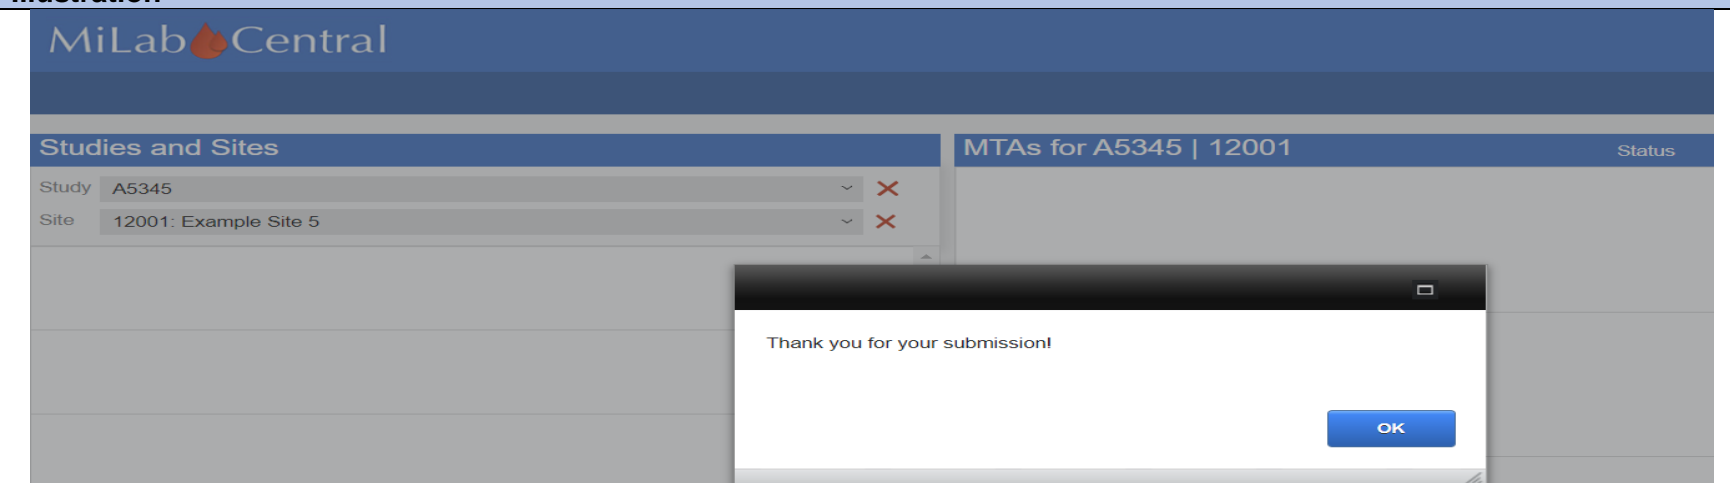 Illustration
MiLab Central
Studies and Sites
MTAs for A5345 | 12001
Status
Study A5345
Site 12001: Example Site 5
Thank you for your submission!
OK